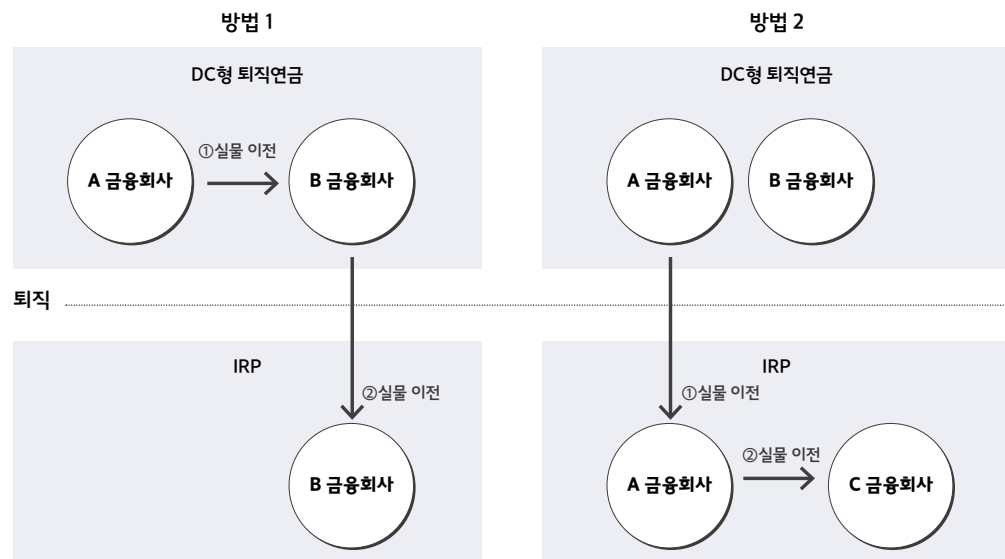 방법 1
DC형 퇴직연금
A 금융회사
①실물 이전
B 금융회사
방법 2
DC형 퇴직연금
A 금융회사
B 금융회사
퇴직
IRP
②실물 이전
B 금융회사
IRP
①실물 이전
A 금융회사
②실물 이전
C 금융회사